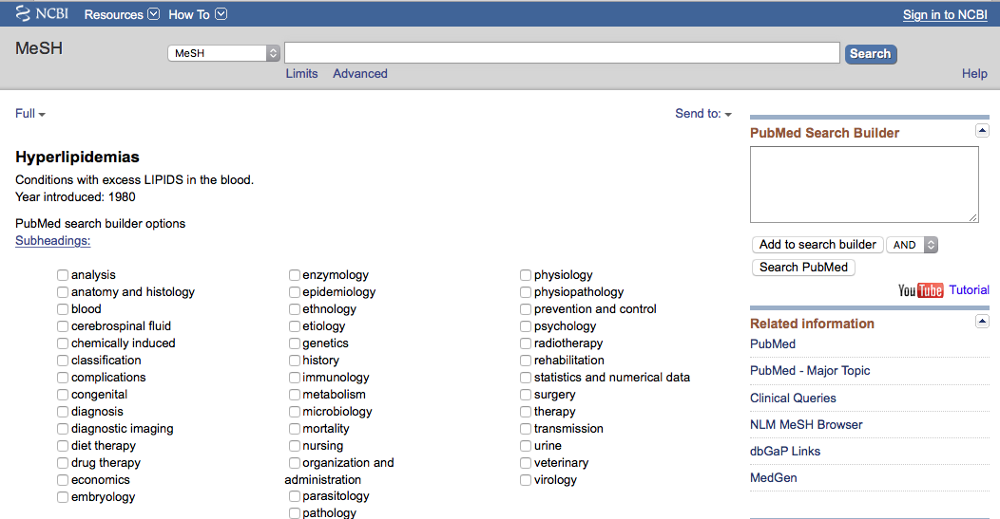 NCBI Resources How To Sign in to NCBI
MeSH
MeSH Search
Limits Advanced Help
Full Send to:
Hyperlipidemias
Conditions with excess LIPIDS in the blood.
Year introduced: 1980
PubMed search builder options
Subheadings:
analysis
anatomy and histology
blood
cerebrospinal fluid
chemically induced
classification
complications
congenital
diagnosis
diagnostic imaging
diet therapy
drug therapy
economics
embryology
enzymology
epidemiology
ethnology
etiology
genetics
history
immunology
metabolism
microbiology
mortality
nursing
organization and
administration
parasitology
pathology
physiology
physiopathology
prevention and control
psychology
radiotherapy
rehabilitation
statistics and numerical data
surgery
therapy
transmission
urine
veterinary
virology
PubMed Search Builder
Add to search builder AND
Search PubMed
YouTube Tutorial
Related information
PubMed
PubMed - Major Topic
Clinical Queries
NLM MeSH Browser
dbGaP Links
MedGen